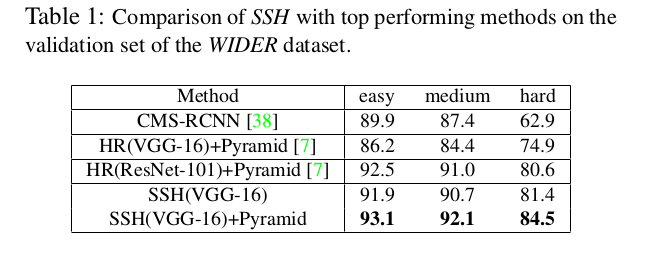 Table 1: Comparison of SSH with top performing methods on the
validation set of the WIDER dataset.
Method easy medium hard
CMS-RCNN [38] 89.9 87.4 62.9
HR(VGG-16)+Pyramid [7] 86.2 84.4 74.9
HR(ResNet-101)+Pyramid [7] 92.5 91.0 80.6
SSH(VGG-16) 91.9 90.7 81.4
SSH(VGG-16)+Pyramid 93.1 92.1 84.5